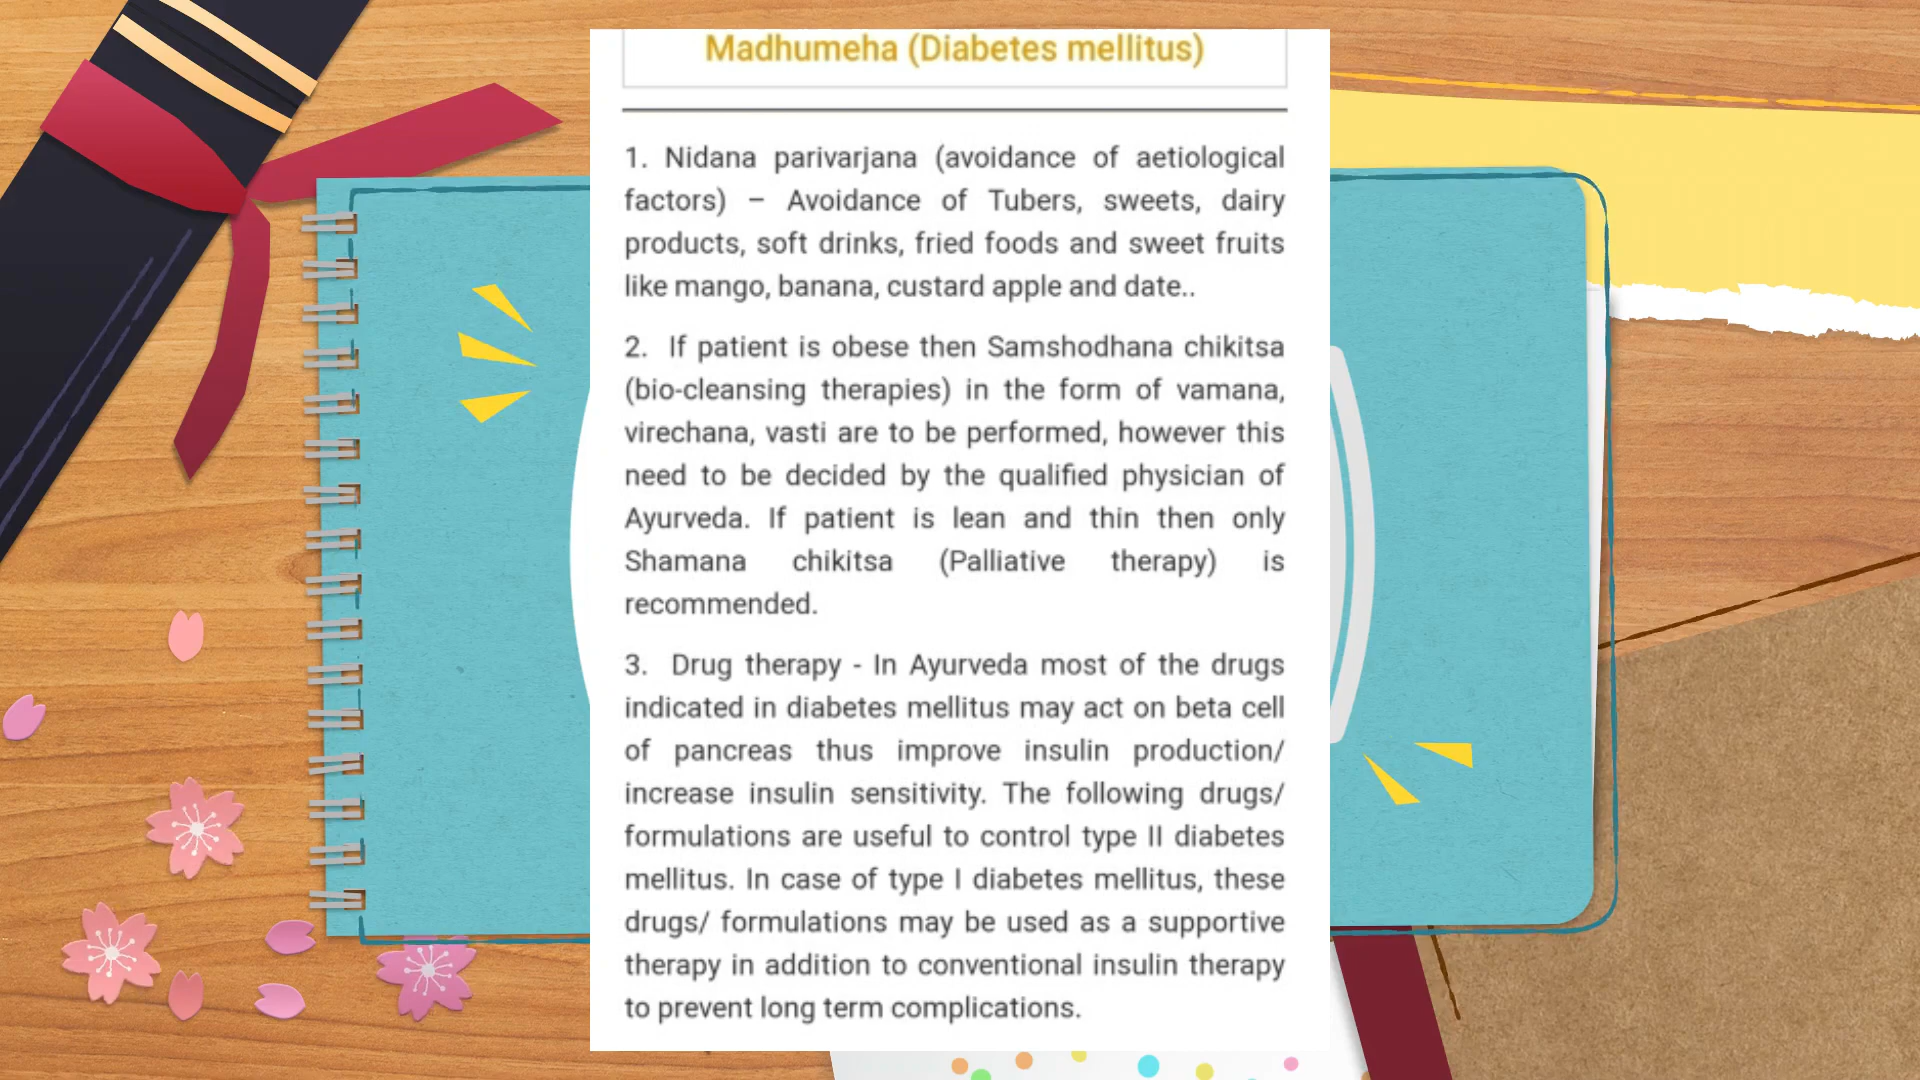 Madhumeha (Diabetes mellitus)
1. Nidana parivarjana (avoidance of aetiological
factors) – Avoidance of Tubers, sweets, dairy
products, soft drinks, fried foods and sweet fruits
like mango, banana, custard apple and date..
2. If patient is obese then Samshodhana chikitsa
(bio-cleansing therapies) in the form of vamana,
virechana, vasti are to be performed, however this
need to be decided by the qualified physician of
Ayurveda. If patient is lean and thin then only
Shamana chikitsa (Palliative therapy) is
recommended.
3. Drug therapy - In Ayurveda most of the drugs
indicated in diabetes mellitus may act on beta cell
of pancreas thus improve insulin production/
increase insulin sensitivity. The following drugs/
formulations are useful to control type II diabetes
mellitus. In case of type I diabetes mellitus, these
drugs/ formulations may be used as a supportive
therapy in addition to conventional insulin therapy
to prevent long term complications.